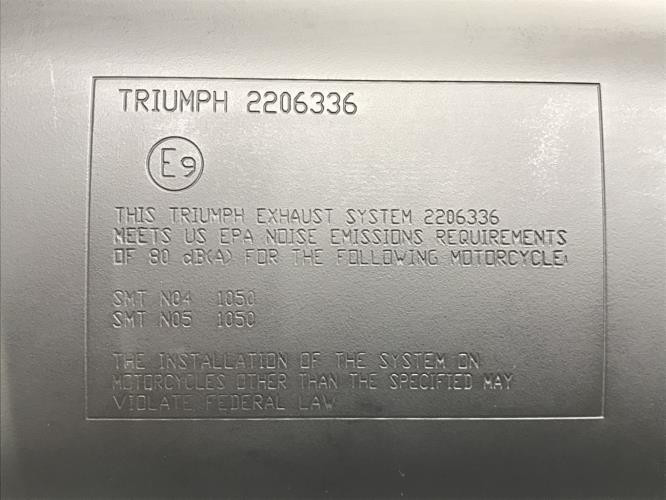 TRIUMPH 2206336
E9
THIS TRIUMPH EXHAUST SYSTEM 2206336
MEETS US EPA NOISE EMISSIONS REQUIREMENTS
OF 80 dB(A) FOR THE FOLLOWING MOTORCYCLE:
SMT N04 1050
SMT N05 1050
THE INSTALLATION OF THE SYSTEM ON
MOTORCYCLES OTHER THAN THE SPECIFIED MAY
VIOLATE FEDERAL LAW